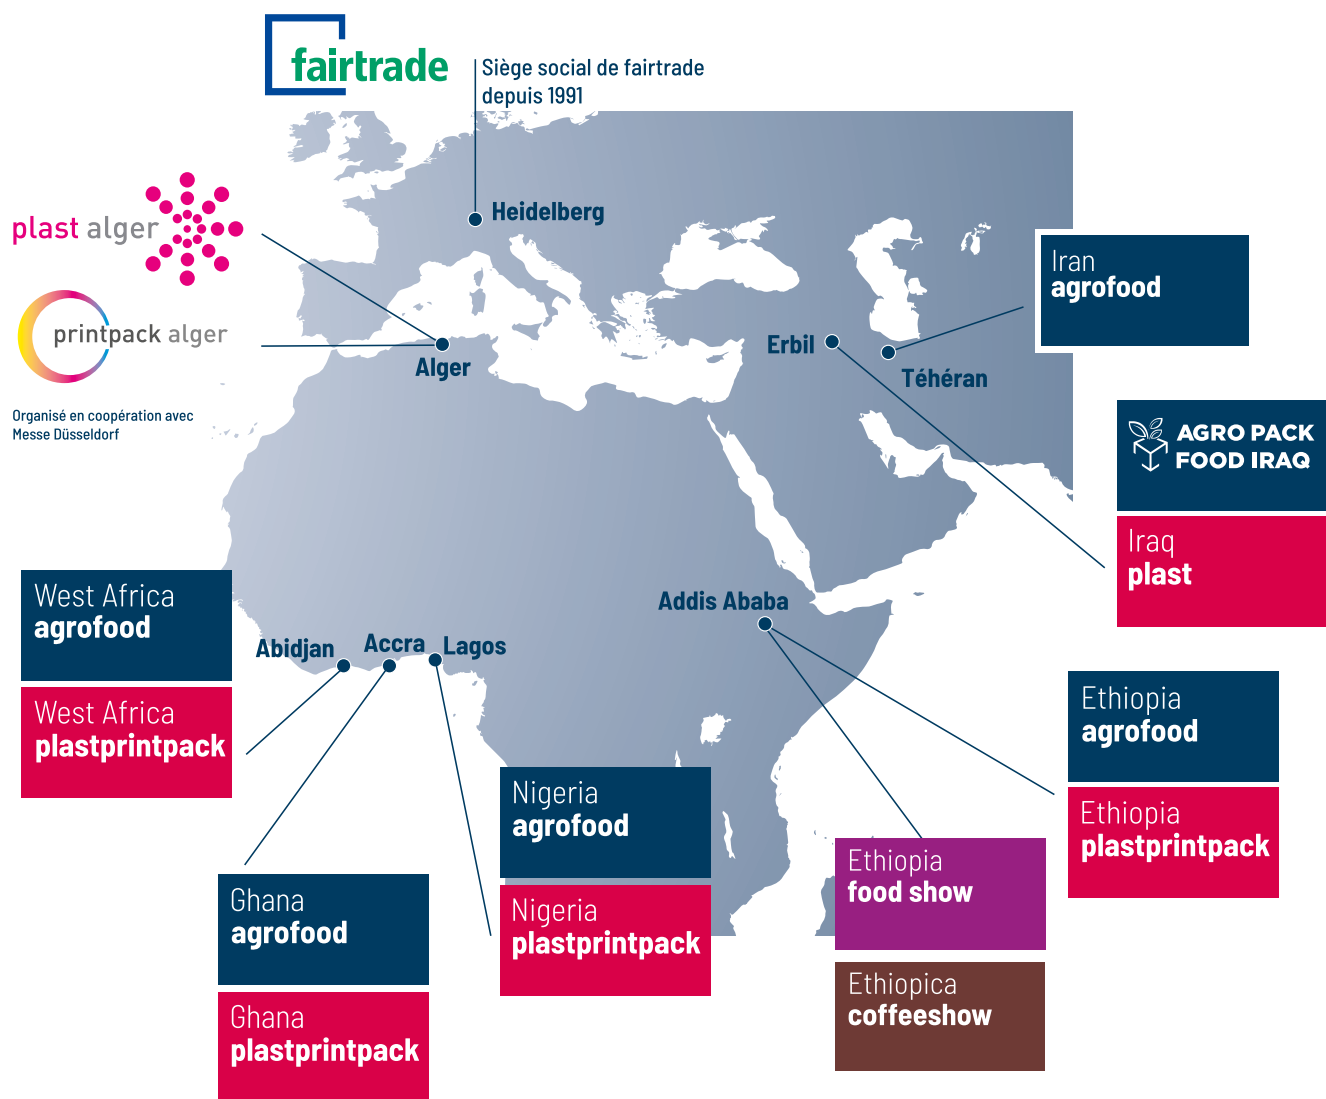 fairtrade
Siège social de fairtrade
depuis 1991
plast alger
Heidelberg
Iran
agrofood
printpack alger
Erbil
Alger
Téhéran
Organisé en coopération avec
Messe Düsseldorf
AGRO PACK
FOOD IRAQ
Iraq
plast
West Africa
agrofood
Addis Ababa
Abidjan
Accra
Lagos
West Africa
plastprintpack
Ethiopia
agrofood
Nigeria
agrofood
Ethiopia
plastprintpack
Ethiopia
food show
Ghana
agrofood
Nigeria
plastprintpack
Ethiopica
coffeeshow
Ghana
plastprintpack